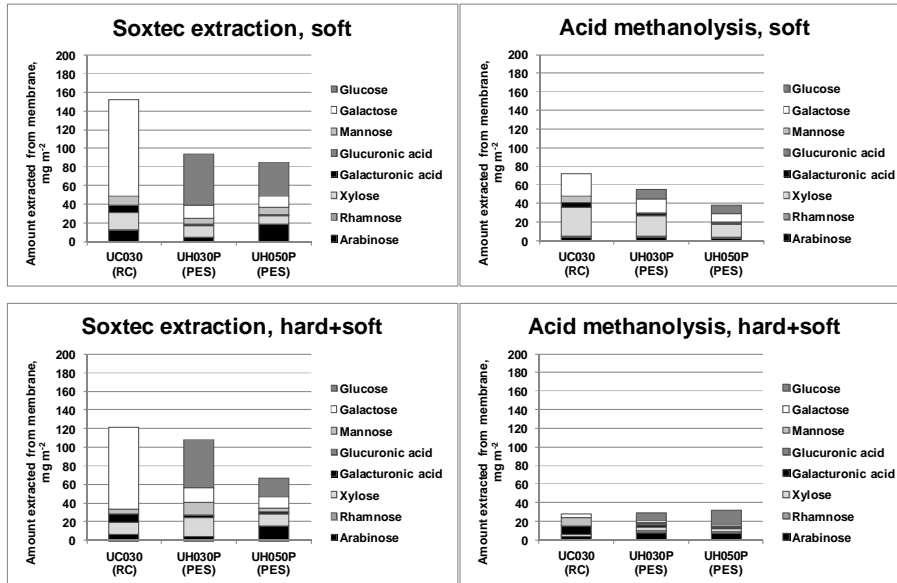 Soxtec extraction, soft
Amount extracted from membrane,
mg m-2
200
180
160
140
120
100
80
60
40
20
0
UC030
(RC)
UH030P
(PES)
UH050P
(PES)
Glucose
Galactose
Mannose
Glucuronic acid
Galacturonic acid
Xylose
Rhamnose
Arabinose
Acid methanolysis, soft
Amount extracted from membrane,
mg m-2
200
180
160
140
120
100
80
60
40
20
0
UC030
(RC)
UH030P
(PES)
UH050P
(PES)
Glucose
Galactose
Mannose
Glucuronic acid
Galacturonic acid
Xylose
Rhamnose
Arabinose
Soxtec extraction, hard+soft
Amount extracted from membrane,
mg m-2
200
180
160
140
120
100
80
60
40
20
0
UC030
(RC)
UH030P
(PES)
UH050P
(PES)
Glucose
Galactose
Mannose
Glucuronic acid
Galacturonic acid
Xylose
Rhamnose
Arabinose
Acid methanolysis, hard+soft
Amount extracted from membrane,
mg m-2
200
180
160
140
120
100
80
60
40
20
0
UC030
(RC)
UH030P
(PES)
UH050P
(PES)
Glucose
Galactose
Mannose
Glucuronic acid
Galacturonic acid
Xylose
Rhamnose
Arabinose